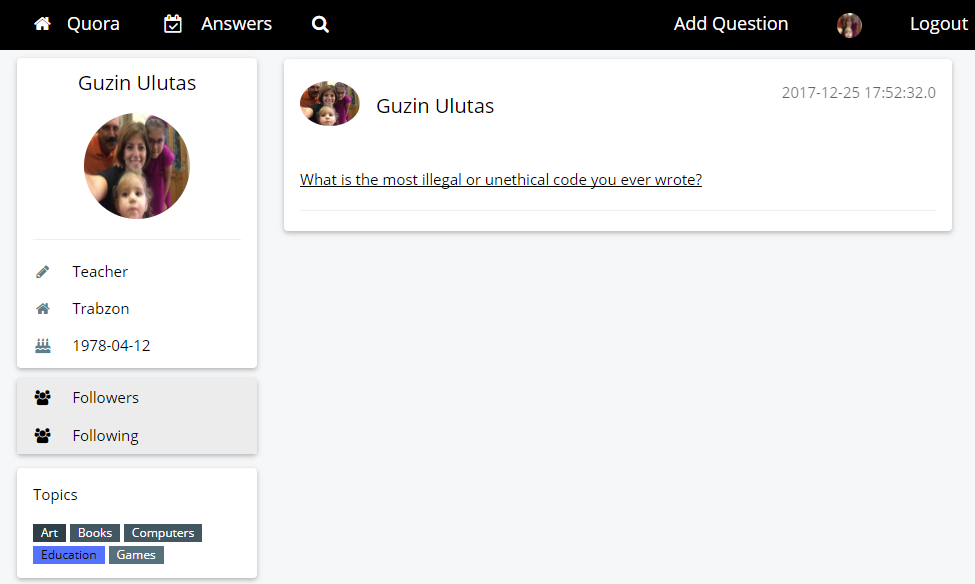 Quora Answers Add Question Logout
Guzin Ulutas
Teacher
Trabzon
1978-04-12
Followers
Following
Topics
Art Books Computers
Education Games
Guzin Ulutas 2017-12-25 17:52:32.0
What is the most illegal or unethical code you ever wrote?